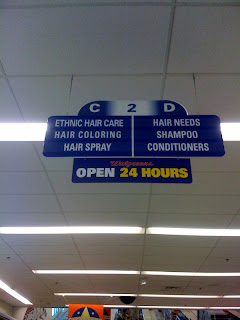 C 2 D
ETHNIC HAIR CARE
HAIR COLORING
HAIR SPRAY
HAIR NEEDS
SHAMPOO
CONDITIONERS
Walgreens
OPEN 24 HOURS